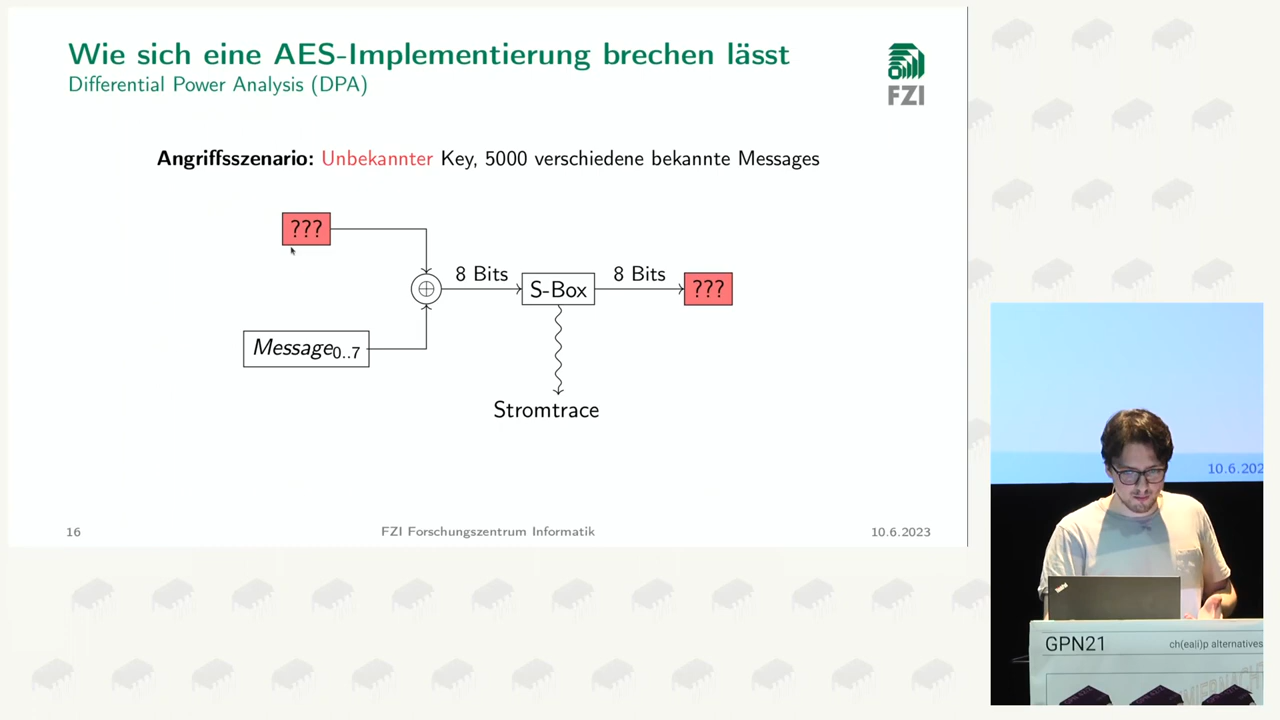 Wie sich eine AES-Implementierung brechen lässt
Differential Power Analysis (DPA)
FZI
Angriffsszenario: Unbekannter Key, 5000 verschiedene bekannte Messages
???
8 Bits
8 Bits
⊕
S-Box
???
Message0..7
Stromtrace
16
FZI Forschungszentrum Informatik
10.6.2023
10.6.202
GPN21
ch(ea|i)p alternatives